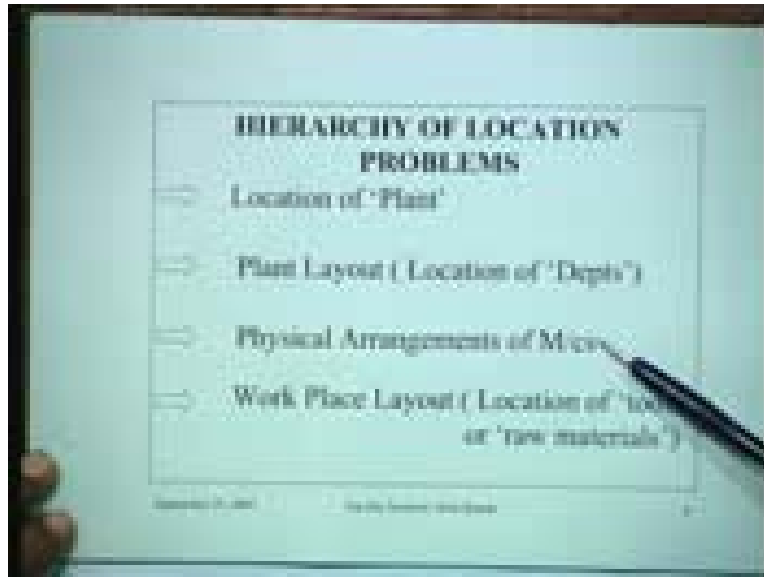 HIERARCHY OF LOCATION
PROBLEMS
Location of 'Plant'
Plant Layout ( Location of 'Depts')
Physical Arrangements of M/cs
Work Place Layout ( Location of
or 'raw materials')